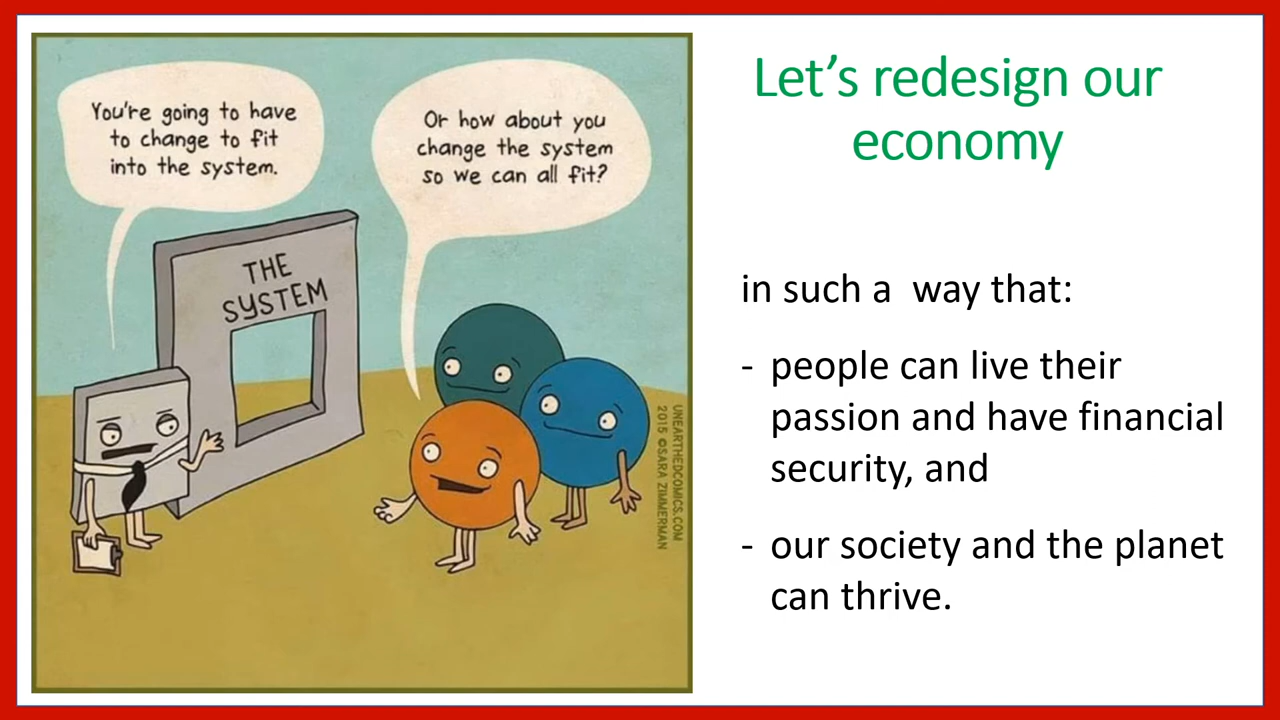 You're going to have
to change to fit
into the system.
Or how about you
change the system
so we can all fit?
THE
SYSTEM
UNEARTHEDCOMICS.COM
2015 ©SARA ZIMMERMAN
Let's redesign our
economy
in such a  way that:
- people can live their
passion and have financial
security, and
- our society and the planet
can thrive.